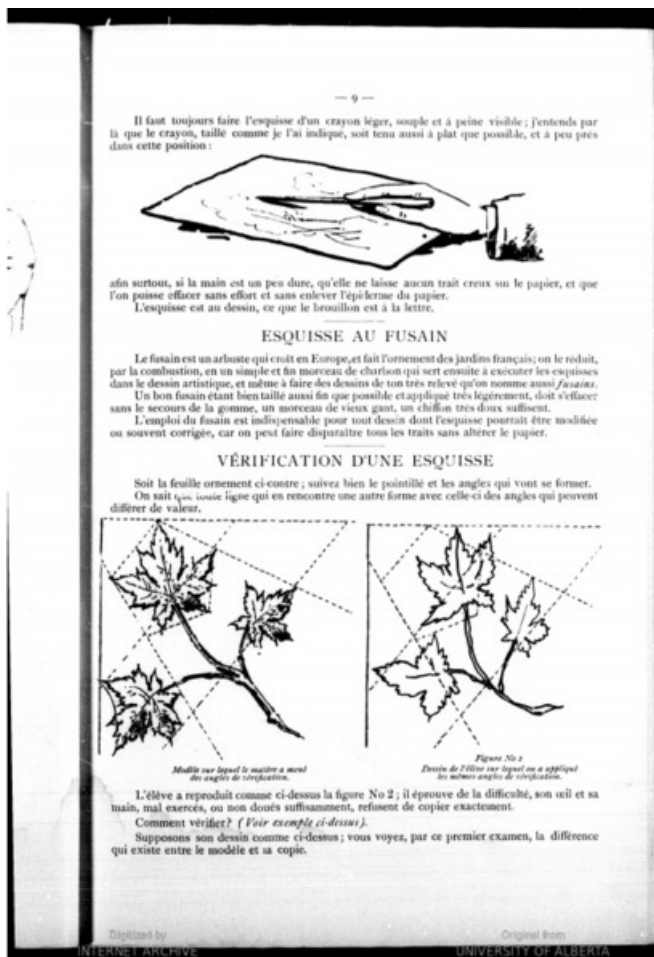 — 9 —
Il faut toujours faire l'esquisse d'un crayon léger, souple et à peine visible ; j'entends par
là que le crayon, taillé comme je l'ai indiqué, soit tenu aussi à plat que possible, et à peu près
dans cette position :
afin surtout, si la main est un peu dure, qu'elle ne laisse aucun trait creux sur le papier, et que
l'on puisse effacer sans effort et sans enlever l'épiderme du papier.
L'esquisse est au dessin, ce que le brouillon est à la lettre.
ESQUISSE AU FUSAIN
Le fusain est un arbuste qui croît en Europe, et fait l'ornement des jardins français; on le réduit,
par la combustion, en un simple et fin morceau de charbon qui sert ensuite à exécuter les esquisses
dans le dessin artistique, et même à faire des dessins de ton très relevé qu'on nomme aussi fusains.
Un bon fusain étant bien taillé aussi fin que possible et appliqué très légèrement, doit s'effacer
sans le secours de la gomme, un morceau de vieux gant, un chiffon très doux suffisent.
L'emploi du fusain est indispensable pour tout dessin dont l'esquisse pourrait être modifiée
ou souvent corrigée, car on peut faire disparaître tous les traits sans altérer le papier.
VÉRIFICATION D'UNE ESQUISSE
Soit la feuille ornement ci-contre ; suivez bien le pointillé et les angles qui vont se former.
On sait que toute ligne qui en rencontre une autre forme avec celle-ci des angles qui peuvent
différer de valeur.
Modèle sur lequel le maître a mené
des angles de vérification.
Figure No 2
Dessin de l'élève sur lequel on a appliqué
les mêmes angles de vérification.
L'élève a reproduit comme ci-dessus la figure No 2 ; il éprouve de la difficulté, son œil et sa
main, mal exercés, ou non doués suffisamment, refusent de copier exactement.
Comment vérifier? (Voir exemple ci-dessus).
Supposons son dessin comme ci-dessus ; vous voyez, par ce premier examen, la différence
qui existe entre le modèle et sa copie.
Digitized by
INTERNET ARCHIVE
Original from
UNIVERSITY OF ALBERTA